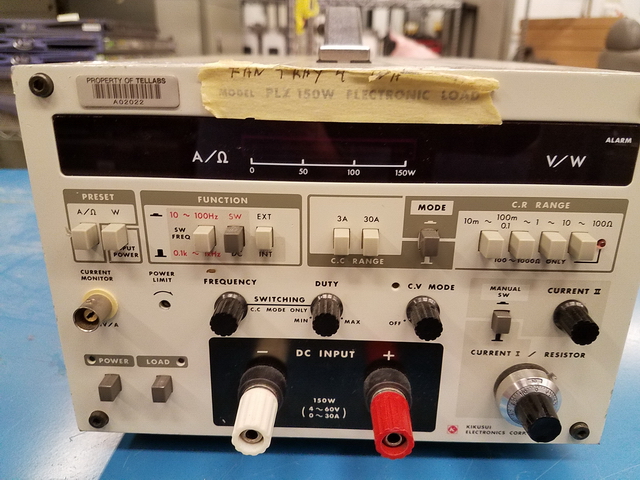 PROPERTY OF TELLABS
A02022
FAN TRAY
MODEL PLZ 150W ELECTRONIC LOAD
ALARM
A/Ω
V/W
0 50 100 150W
PRESET
A/Ω W
INPUT POWER
FUNCTION
10 ~ 100Hz SW EXT
SW FREQ
0.1k ~ DC INT
3A 30A
C.C RANGE
MODE
C.R RANGE
10m ~ 100m 0.1 ~ 1 ~ 10 ~ 100Ω
100 ~ 1000Ω ONLY
CURRENT MONITOR
V/A
POWER LIMIT
FREQUENCY
SWITCHING
C.C MODE ONLY
DUTY
MIN MAX
C.V MODE
OFF
MANUAL SW
CURRENT II
CURRENT I / RESISTOR
POWER
LOAD
− DC INPUT +
150W
( 4 ~ 60V
0 ~ 30A )
KIKUSUI
ELECTRONICS CORP